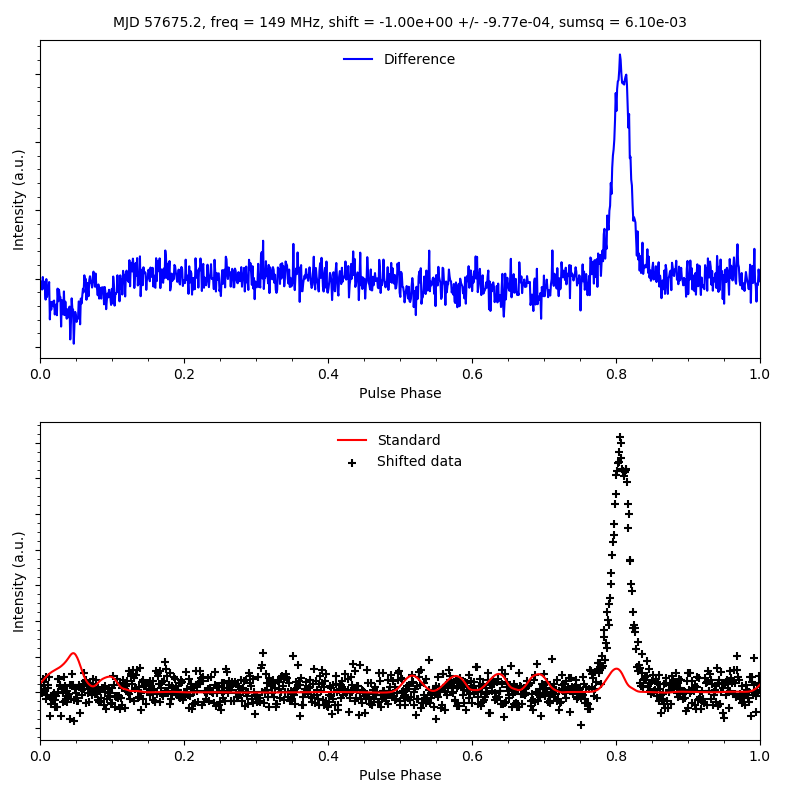 MJD 57675.2, freq = 149 MHz, shift = -1.00e+00 +/- -9.77e-04, sumsq = 6.10e-03
Difference
Intensity (a.u.)
0.0 0.2 0.4 0.6 0.8 1.0
Pulse Phase
Standard
Shifted data
Intensity (a.u.)
0.0 0.2 0.4 0.6 0.8 1.0
Pulse Phase